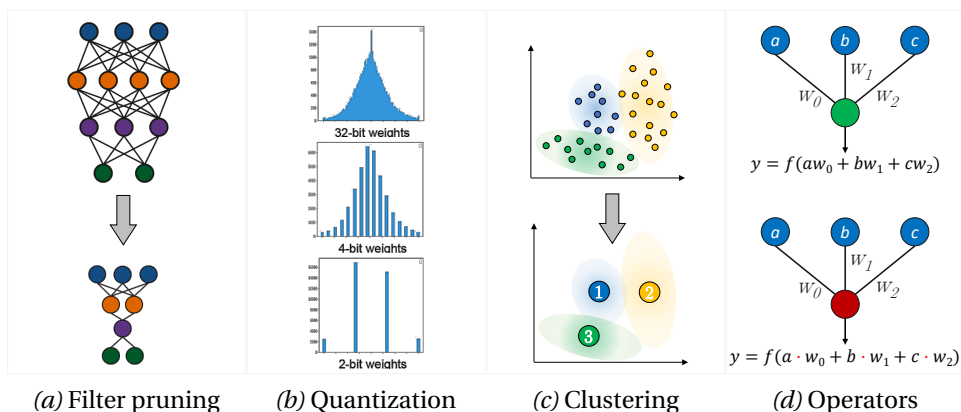 32-bit weights
4-bit weights
2-bit weights
1
2
3
a b c
W0 W1 W2
y = f(aw0 + bw1 + cw2)
a b c
W0 W1 W2
y = f(a · w0 + b · w1 + c · w2)
(a) Filter pruning (b) Quantization (c) Clustering (d) Operators